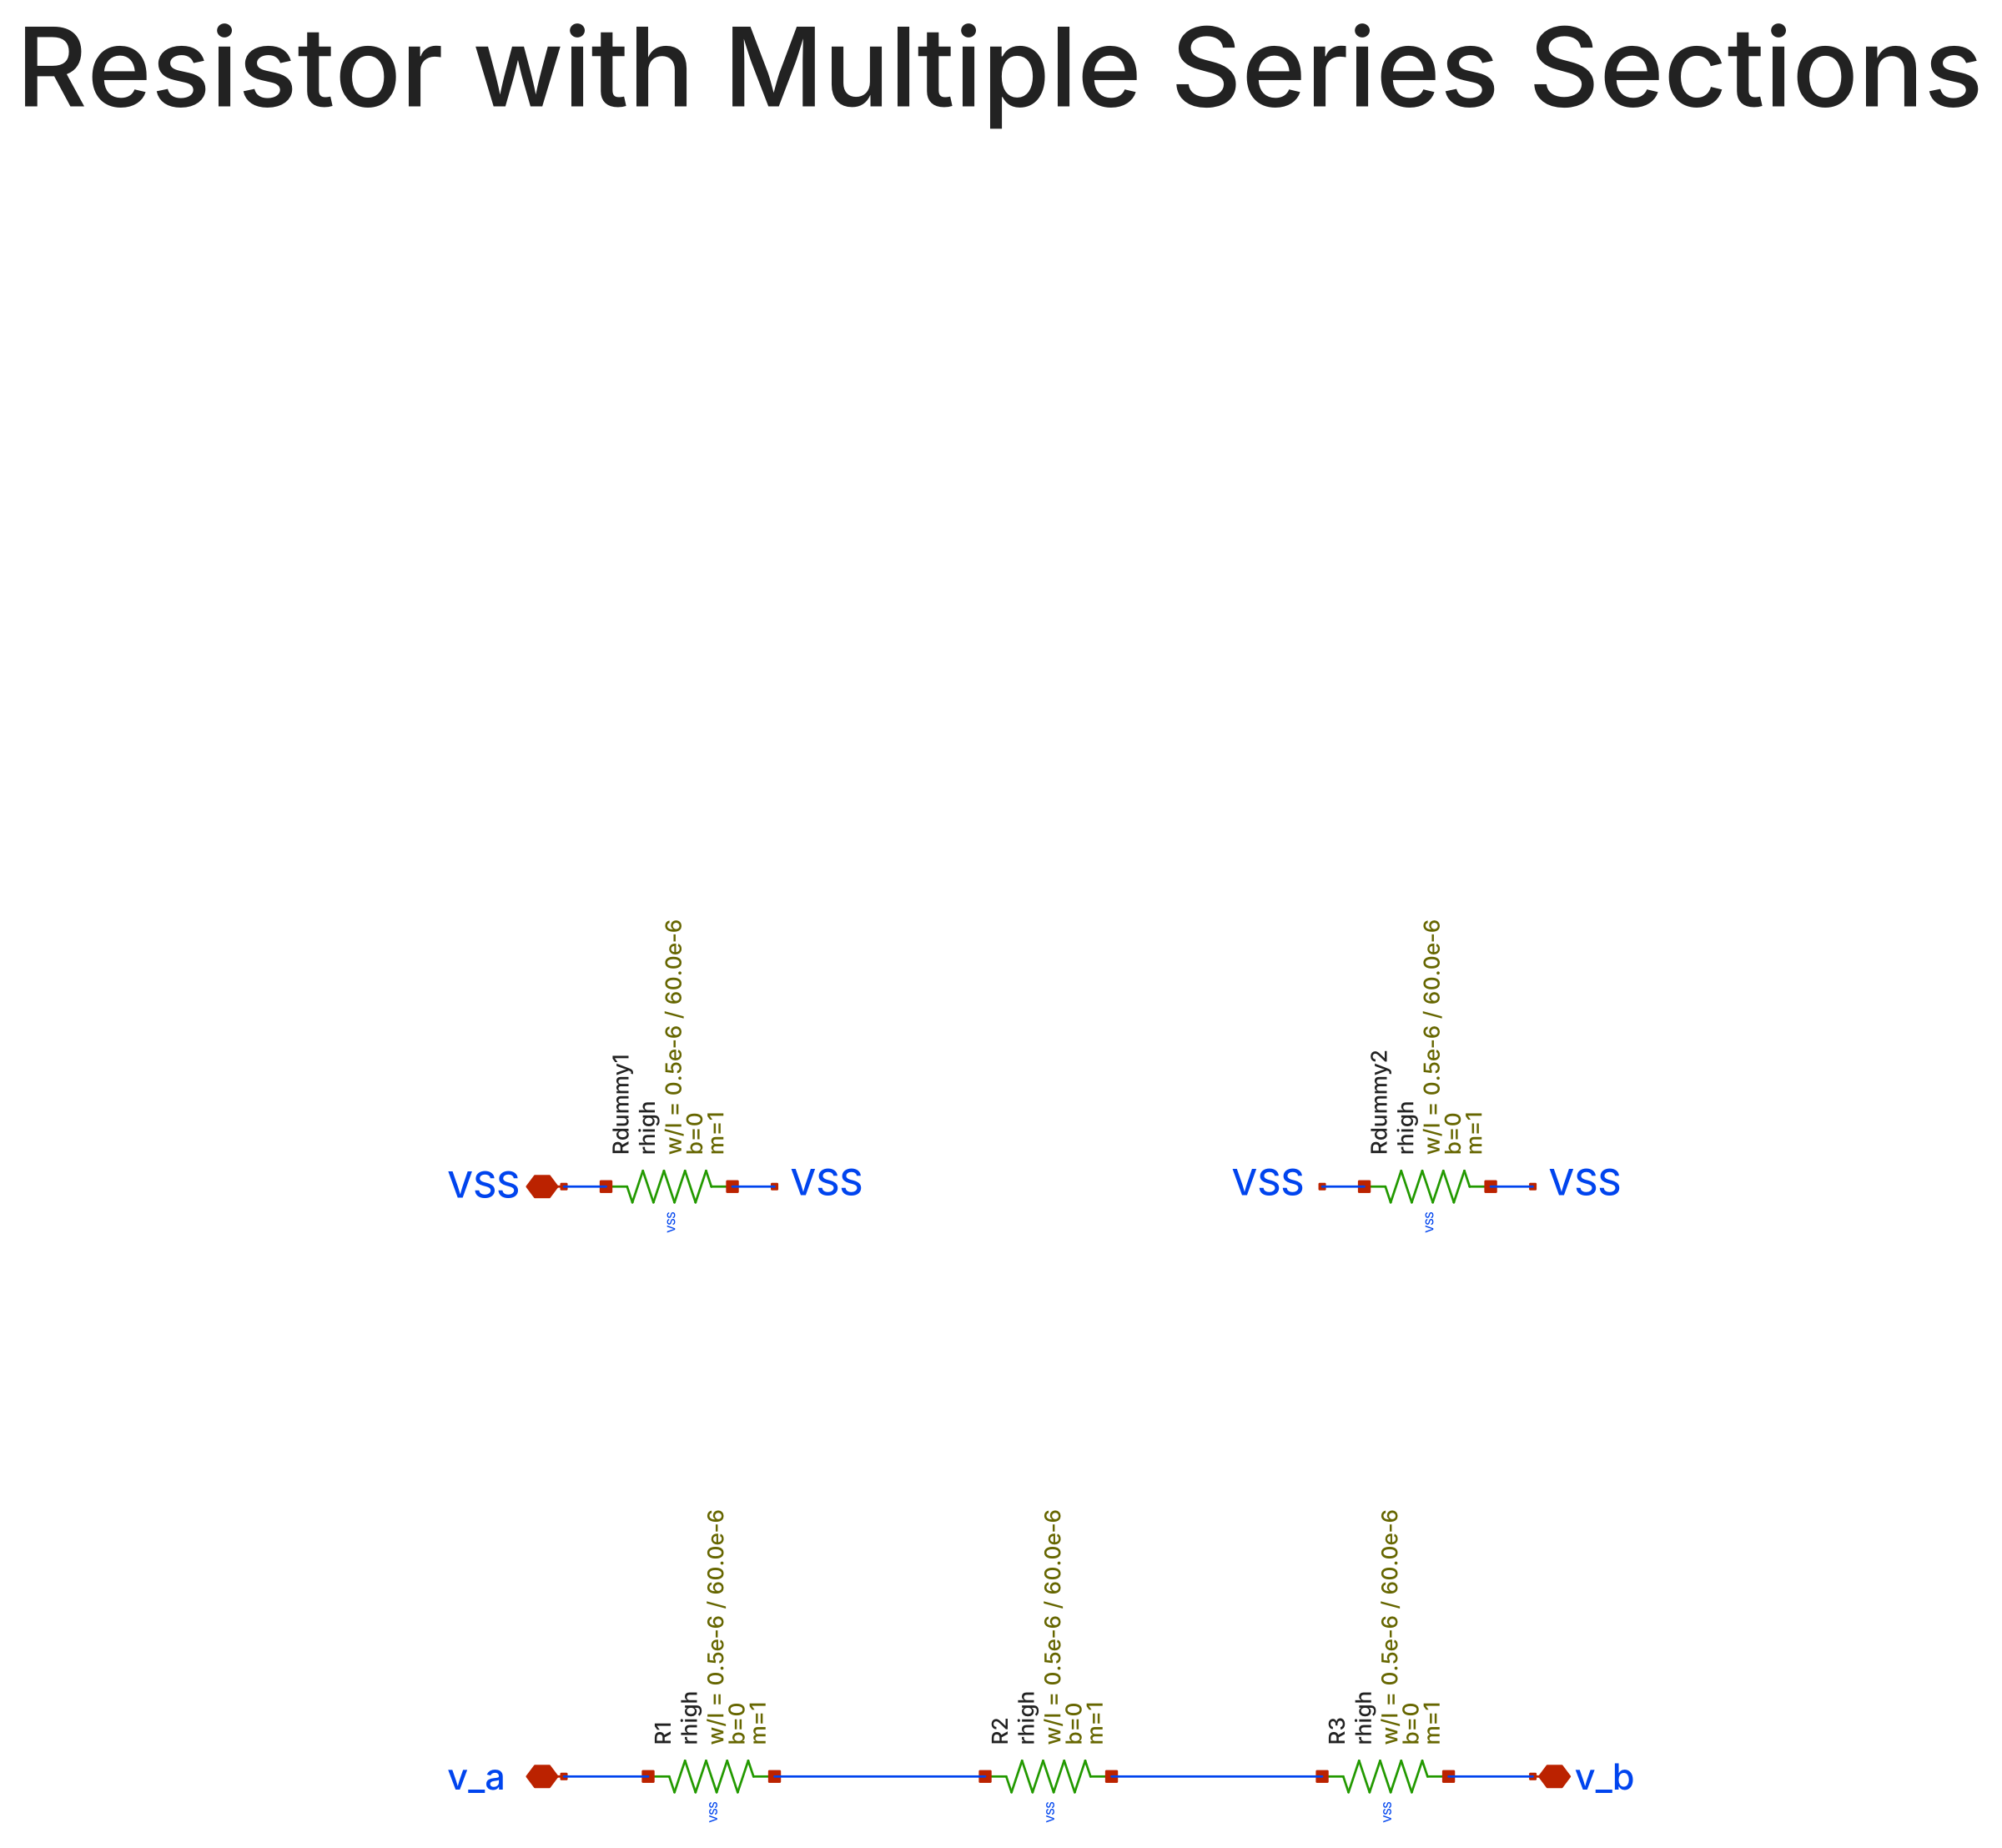 Resistor with Multiple Series Sections
Rdummy1
rhigh
w/l = 0.5e-6 / 60.0e-6
b=0
m=1
VSS
VSS
vss
Rdummy2
rhigh
w/l = 0.5e-6 / 60.0e-6
b=0
m=1
VSS
VSS
vss
R1
rhigh
w/l = 0.5e-6 / 60.0e-6
b=0
m=1
v_a
vss
R2
rhigh
w/l = 0.5e-6 / 60.0e-6
b=0
m=1
vss
R3
rhigh
w/l = 0.5e-6 / 60.0e-6
b=0
m=1
vss
v_b